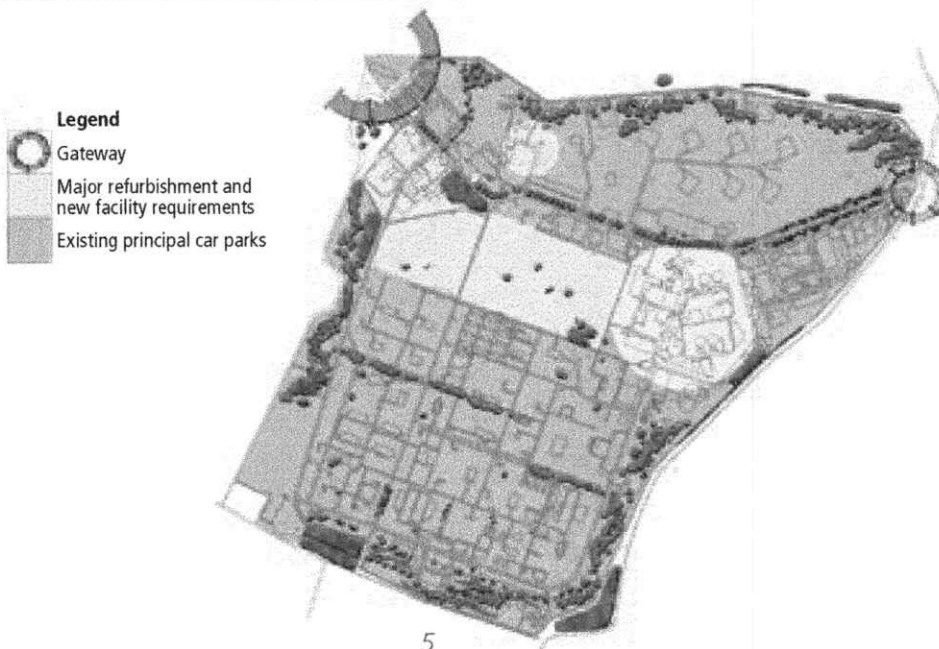 Legend
Gateway
Major refurbishment and
new facility requirements
Existing principal car parks
5